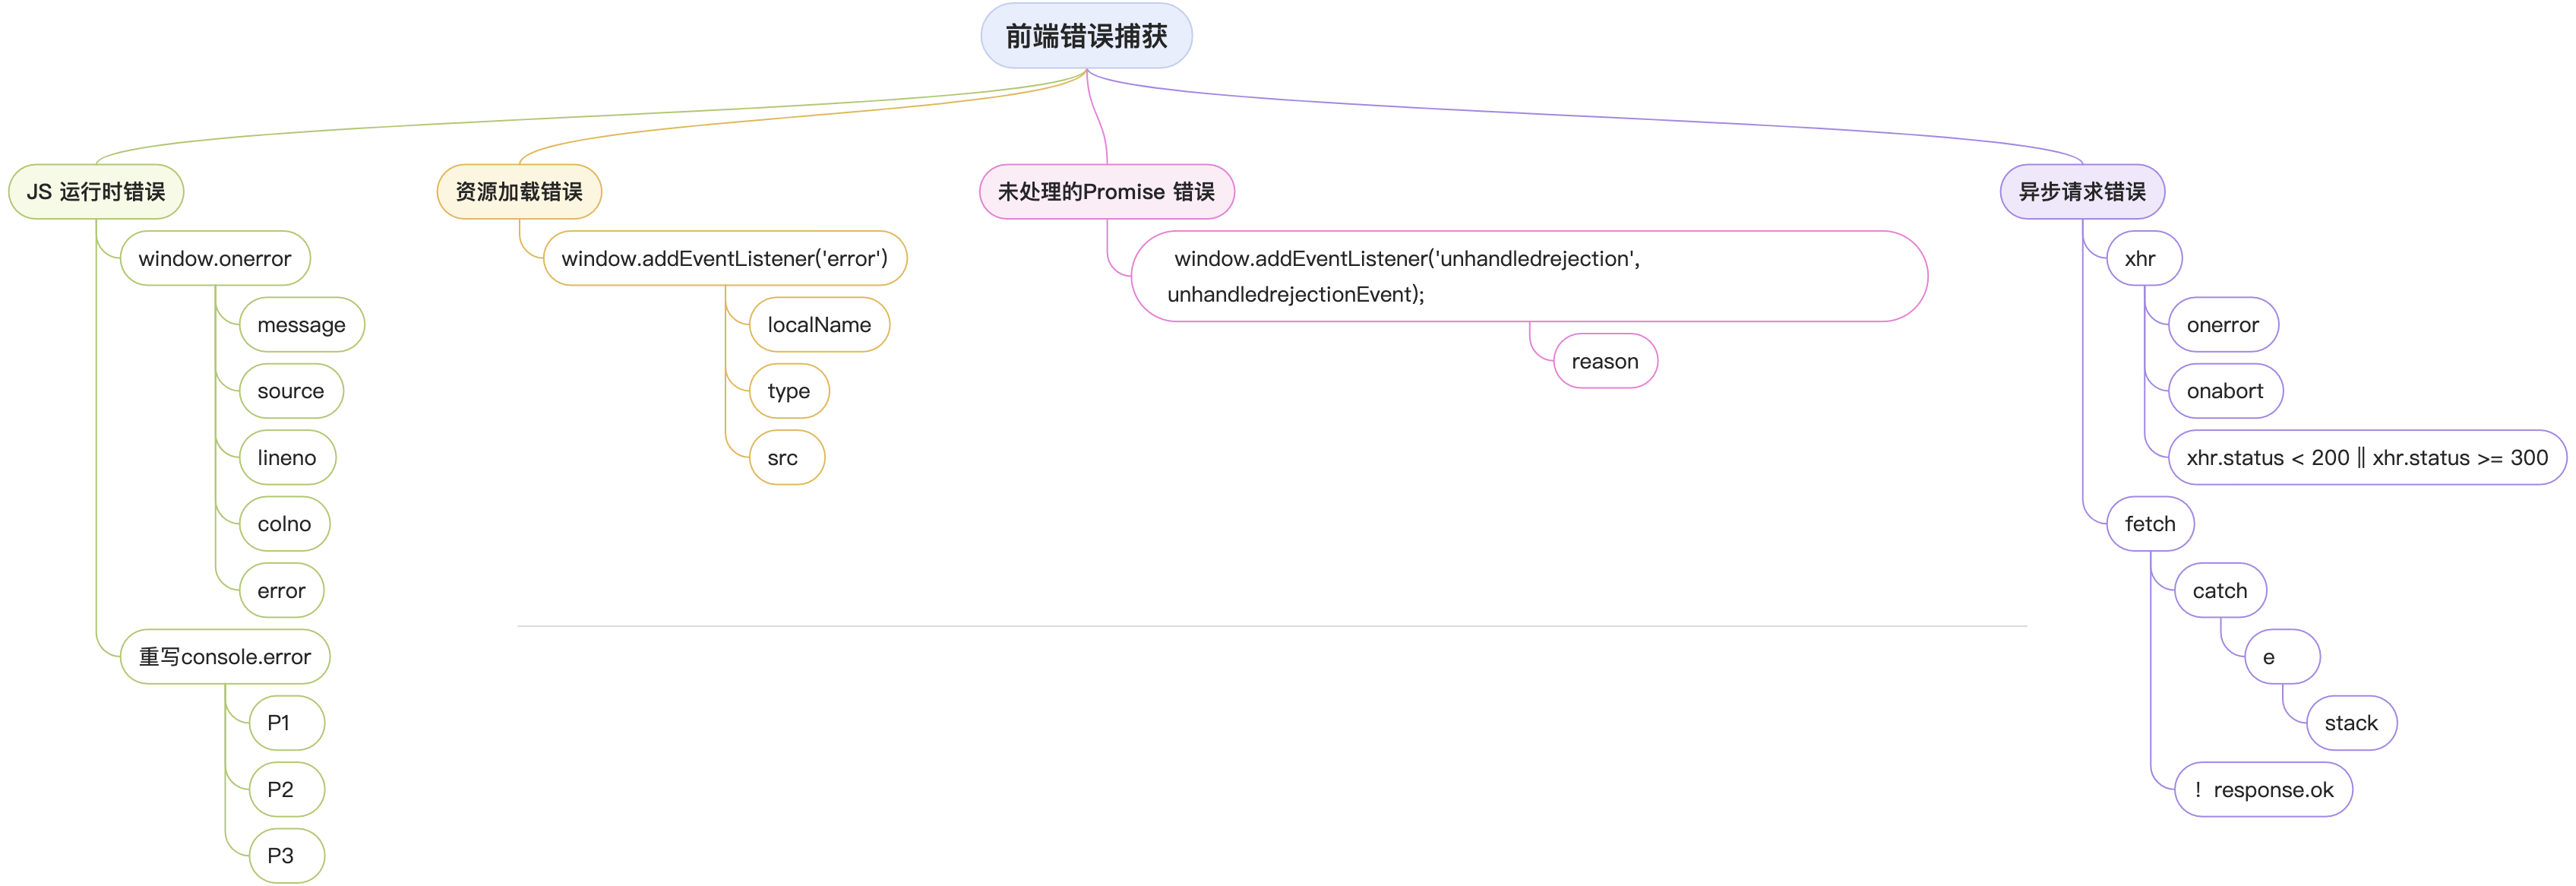 前端错误捕获
JS 运行时错误
window.onerror
message
source
lineno
colno
error
重写console.error
P1
P2
P3
资源加载错误
window.addEventListener('error')
localName
type
src
未处理的Promise 错误
window.addEventListener('unhandledrejection',
unhandledrejectionEvent);
reason
异步请求错误
xhr
onerror
onabort
xhr.status < 200 || xhr.status >= 300
fetch
catch
e
stack
！response.ok